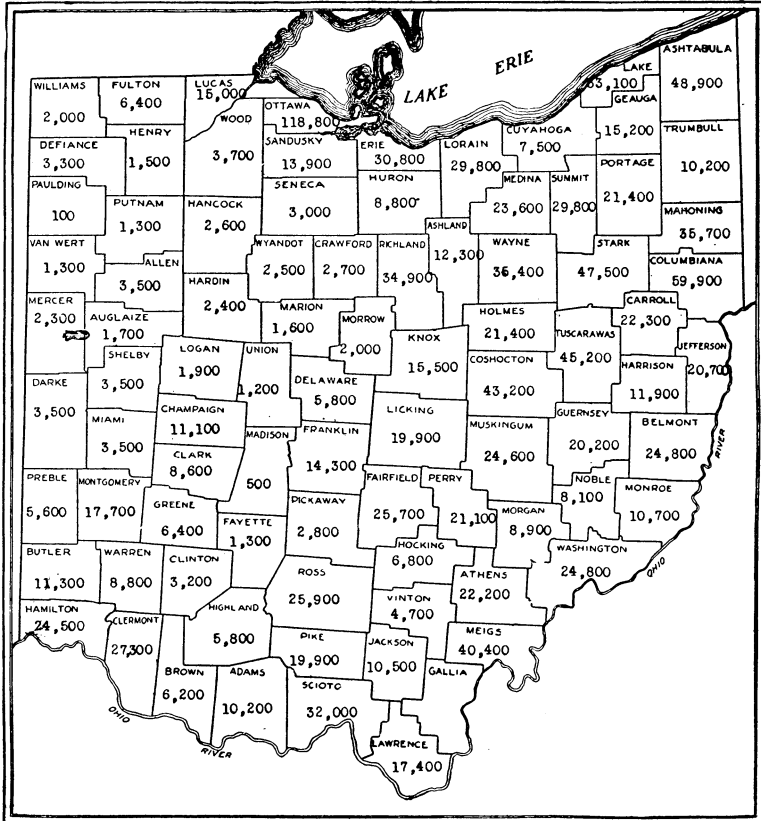 LAKE ERIE
WILLIAMS
2,000
FULTON
6,400
LUCAS
15,000
OTTAWA
118,800
LAKE
ASHTABULA
48,900
GEAUGA
15,200
DEFIANCE
3,300
HENRY
1,500
WOOD
3,700
SANDUSKY
13,900
ERIE
30,800
LORAIN
29,800
CUYAHOGA
7,500
TRUMBULL
10,200
PAULDING
100
PUTNAM
1,300
HANCOCK
2,600
SENECA
3,000
HURON
8,800
MEDINA
23,600
SUMMIT
29,800
PORTAGE
21,400
MAHONING
35,700
VAN WERT
1,300
ALLEN
3,500
HARDIN
2,400
WYANDOT
2,500
CRAWFORD
2,700
RICHLAND
34,900
ASHLAND
12,300
WAYNE
36,400
STARK
47,500
COLUMBIANA
59,900
MERCER
2,300
AUGLAIZE
1,700
MARION
1,600
MORROW
2,000
KNOX
15,500
HOLMES
21,400
TUSCARAWAS
45,200
CARROLL
22,300
JEFFERSON
20,700
SHELBY
3,500
LOGAN
1,900
UNION
1,200
DELAWARE
5,800
COSHOCTON
43,200
HARRISON
11,900
DARKE
3,500
MIAMI
3,500
CHAMPAIGN
11,100
CLARK
8,600
MADISON
500
FRANKLIN
14,300
LICKING
19,900
MUSKINGUM
24,600
GUERNSEY
20,200
BELMONT
24,800
RIVER
PREBLE
5,600
MONTGOMERY
17,700
GREENE
6,400
FAYETTE
1,300
PICKAWAY
2,800
FAIRFIELD
25,700
PERRY
21,100
MORGAN
8,900
NOBLE
8,100
MONROE
10,700
BUTLER
11,300
WARREN
8,800
CLINTON
3,200
ROSS
25,900
HOCKING
6,800
ATHENS
22,200
WASHINGTON
24,800
OHIO
HAMILTON
24,500
CLERMONT
27,300
HIGHLAND
5,800
PIKE
19,900
VINTON
4,700
JACKSON
10,500
MEIGS
40,400
GALLIA
BROWN
6,200
ADAMS
10,200
SCIOTO
32,000
LAWRENCE
17,400
OHIO
RIVER